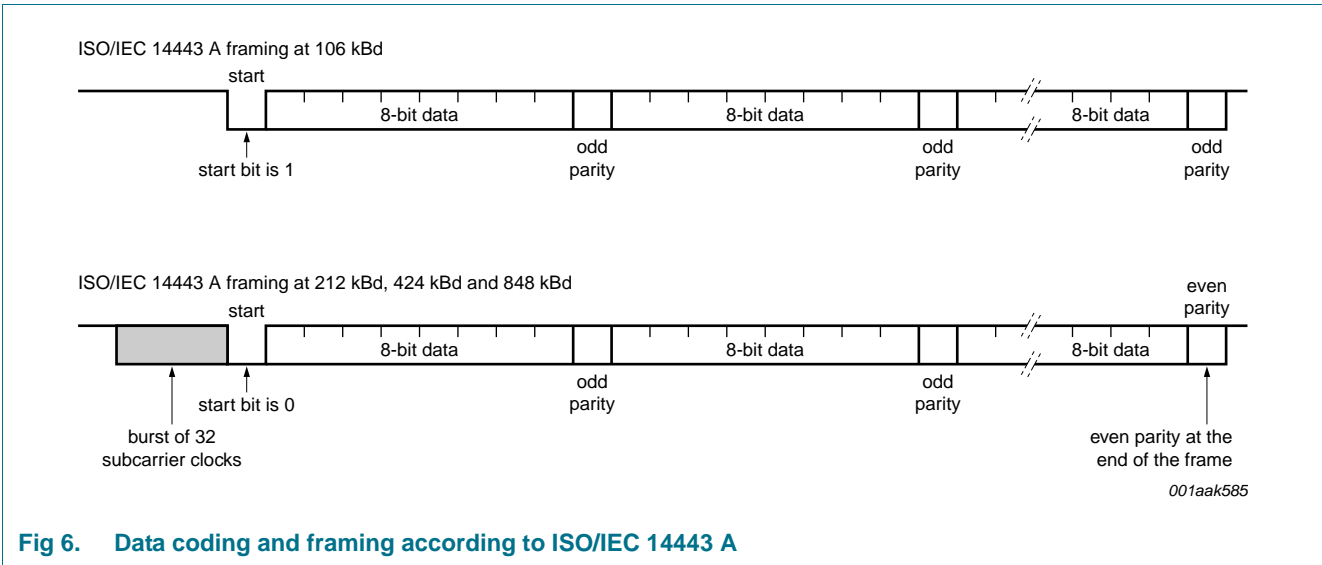 ISO/IEC 14443 A framing at 106 kBd
start
8-bit data
8-bit data
8-bit data
start bit is 1
odd
parity
odd
parity
odd
parity
ISO/IEC 14443 A framing at 212 kBd, 424 kBd and 848 kBd
even
parity
start
8-bit data
8-bit data
8-bit data
start bit is 0
odd
parity
odd
parity
burst of 32
subcarrier clocks
even parity at the
end of the frame
001aak585
Fig 6. Data coding and framing according to ISO/IEC 14443 A